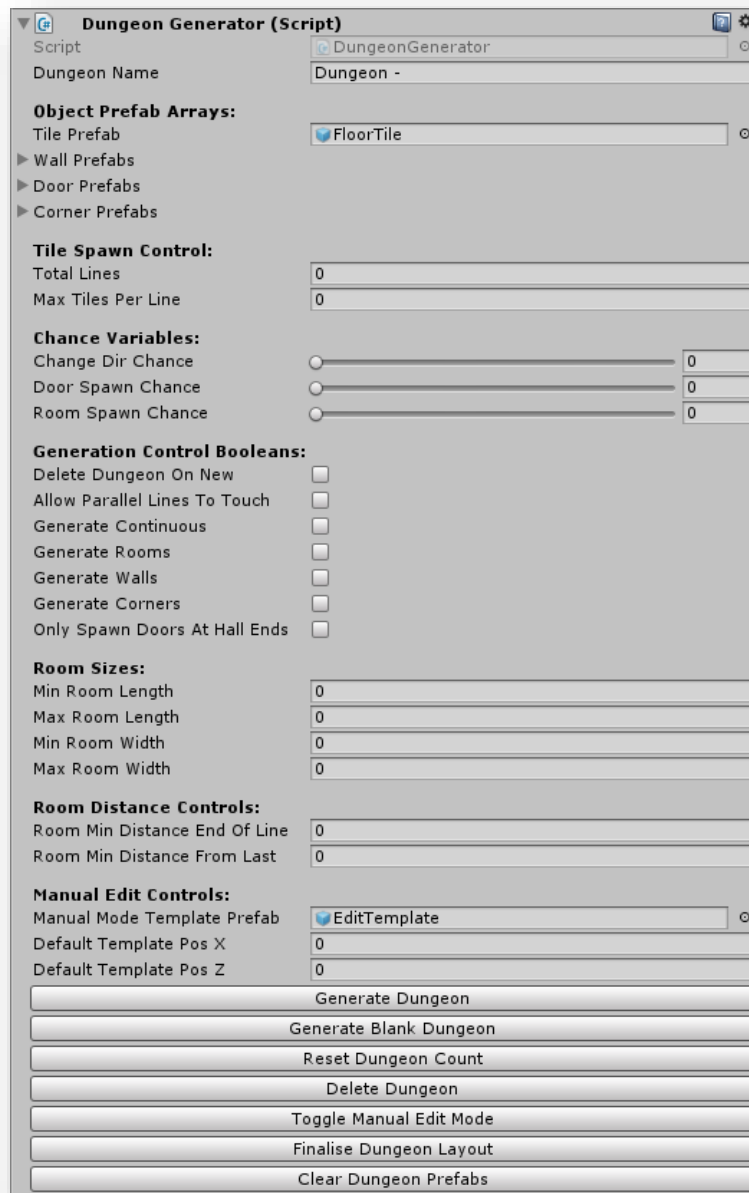 Dungeon Generator (Script)
Script DungeonGenerator
Dungeon Name Dungeon -
Object Prefab Arrays:
Tile Prefab FloorTile
Wall Prefabs
Door Prefabs
Corner Prefabs
Tile Spawn Control:
Total Lines 0
Max Tiles Per Line 0
Chance Variables:
Change Dir Chance 0
Door Spawn Chance 0
Room Spawn Chance 0
Generation Control Booleans:
Delete Dungeon On New
Allow Parallel Lines To Touch
Generate Continuous
Generate Rooms
Generate Walls
Generate Corners
Only Spawn Doors At Hall Ends
Room Sizes:
Min Room Length 0
Max Room Length 0
Min Room Width 0
Max Room Width 0
Room Distance Controls:
Room Min Distance End Of Line 0
Room Min Distance From Last 0
Manual Edit Controls:
Manual Mode Template Prefab EditTemplate
Default Template Pos X 0
Default Template Pos Z 0
Generate Dungeon
Generate Blank Dungeon
Reset Dungeon Count
Delete Dungeon
Toggle Manual Edit Mode
Finalise Dungeon Layout
Clear Dungeon Prefabs